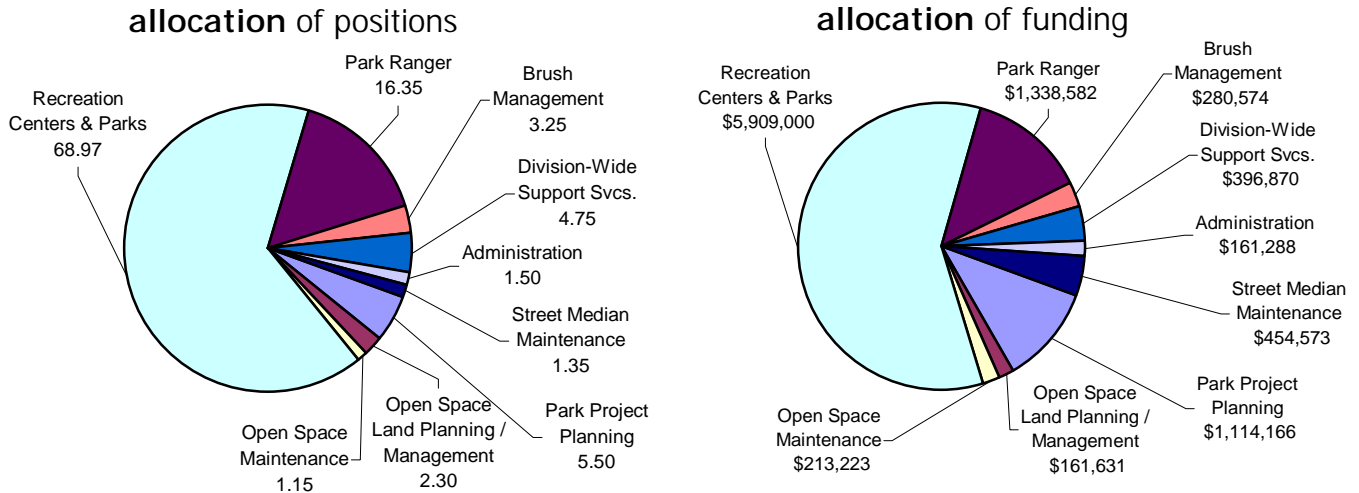 allocation of positions
Park Ranger
16.35
Brush
Management
3.25
Recreation
Centers & Parks
68.97
Division-Wide
Support Svcs.
4.75
Administration
1.50
Street Median
Maintenance
1.35
Park Project
Planning
5.50
Open Space
Land Planning /
Management
2.30
Open Space
Maintenance
1.15
allocation of funding
Park Ranger
$1,338,582
Brush
Management
$280,574
Recreation
Centers & Parks
$5,909,000
Division-Wide
Support Svcs.
$396,870
Administration
$161,288
Street Median
Maintenance
$454,573
Park Project
Planning
$1,114,166
Open Space
Land Planning /
Management
$161,631
Open Space
Maintenance
$213,223